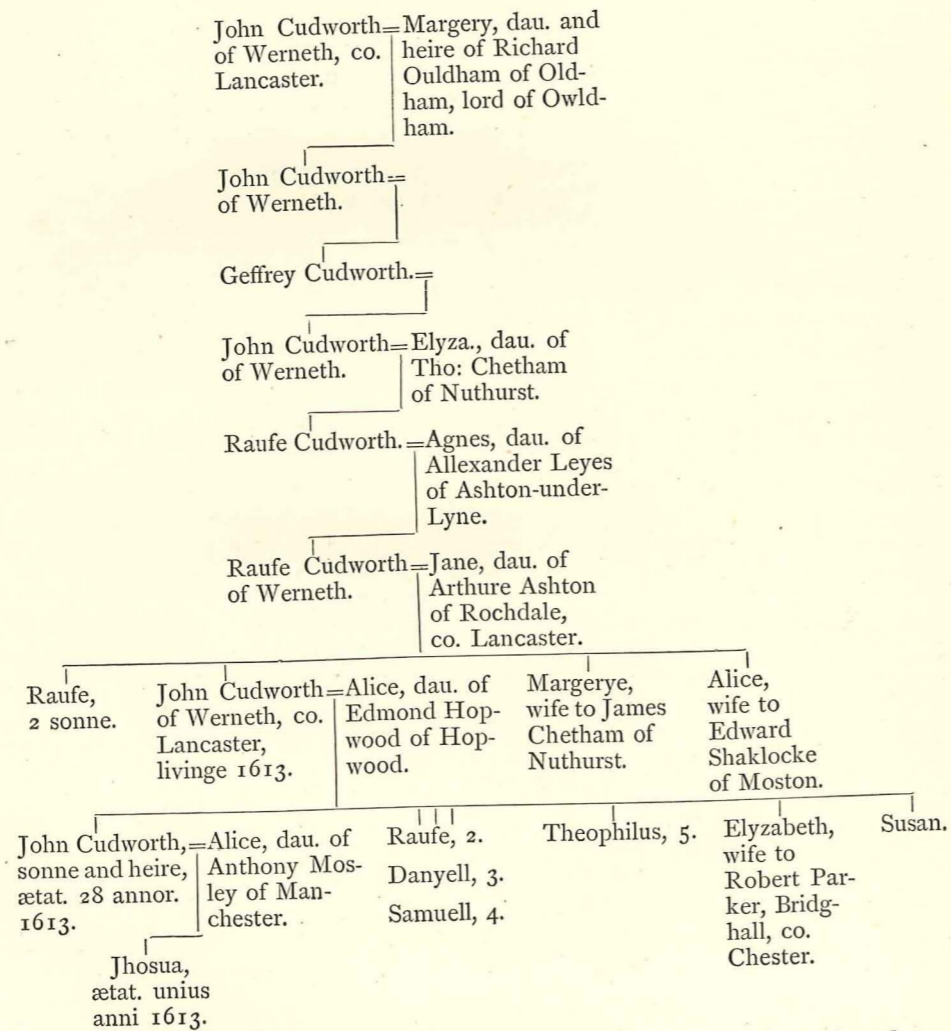 John Cudworth=Margery, dau. and
of Werneth, co. heire of Richard
Lancaster. Ouldham of Old-
ham, lord of Owld-
ham.
John Cudworth=
of Werneth.
Geffrey Cudworth.=
John Cudworth=Elyza., dau. of
of Werneth. Tho: Chetham
of Nuthurst.
Raufe Cudworth.=Agnes, dau. of
Allexander Leyes
of Ashton-under-
Lyne.
Raufe Cudworth=Jane, dau. of
of Werneth. Arthure Ashton
of Rochdale,
co. Lancaster.
Raufe,
2 sonne.
John Cudworth=Alice, dau. of
of Werneth, co. Edmond Hop-
Lancaster, wood of Hop-
livinge 1613. wood.
Margerye,
wife to James
Chetham of
Nuthurst.
Alice,
wife to
Edward
Shaklocke
of Moston.
John Cudworth,=Alice, dau. of
sonne and heire, Anthony Mos-
ætat. 28 annor. ley of Man-
1613. chester.
Raufe, 2.
Danyell, 3.
Samuell, 4.
Theophilus, 5.
Elyzabeth,
wife to
Robert Par-
ker, Bridg-
hall, co.
Chester.
Susan.
Jhosua,
ætat. unius
anni 1613.